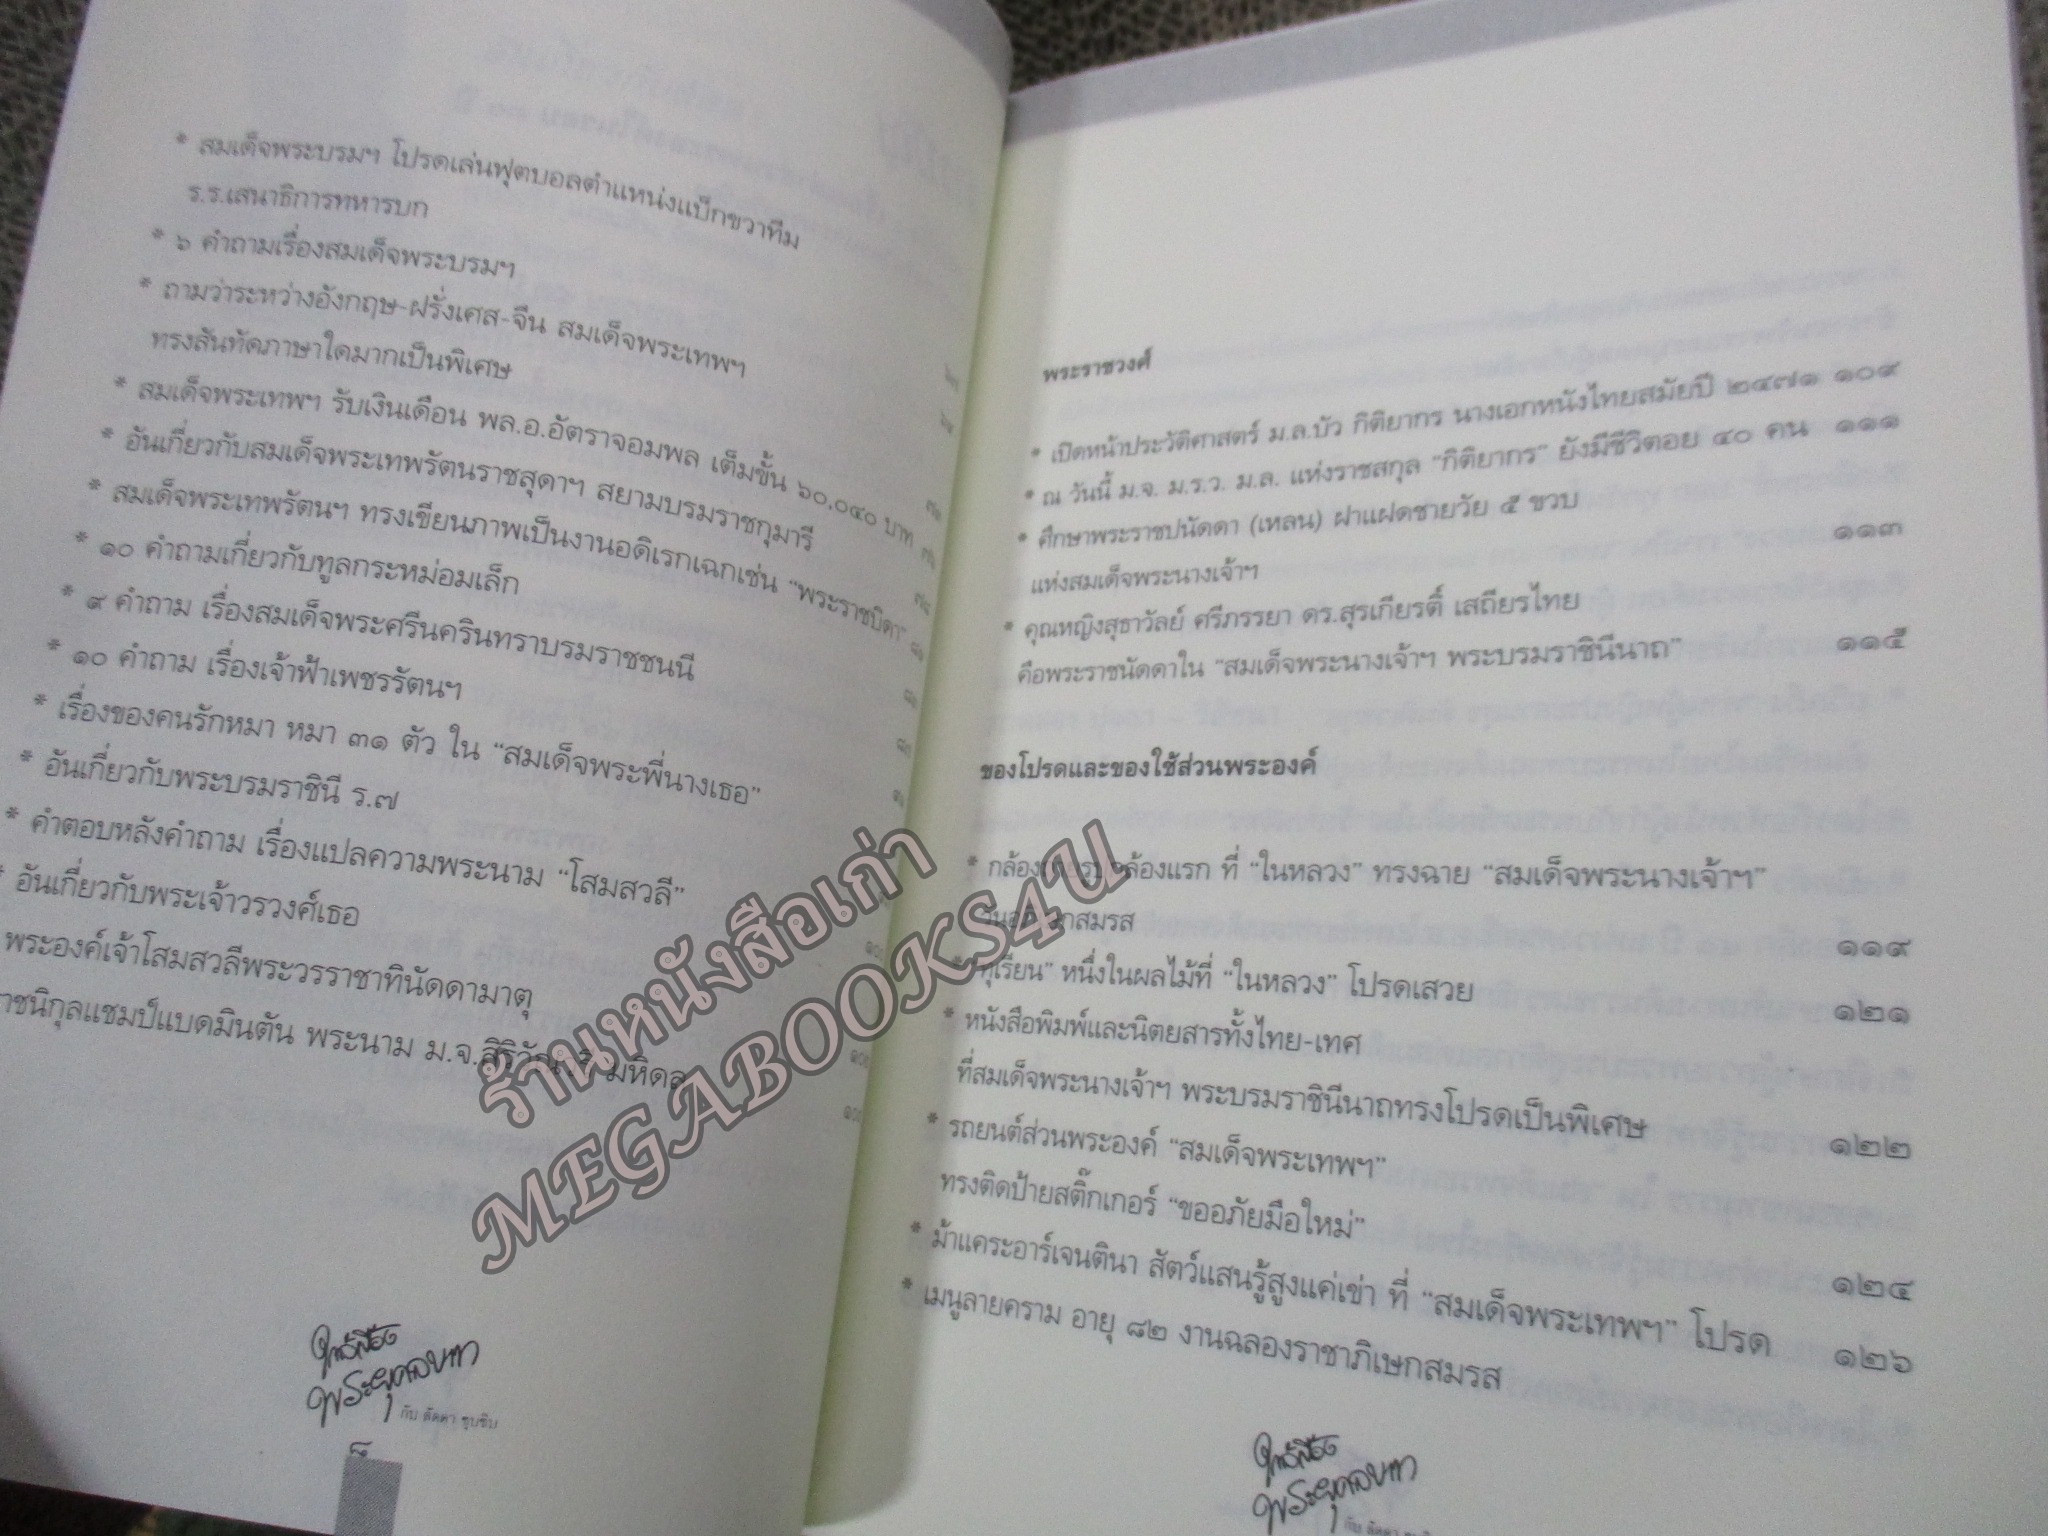 * สมเด็จพระบรมฯ โปรดเล่นฟุตบอลตำแหน่งแบ็กขวาทีม
ร.ร.เสนาธิการทหารบก
* ๖ คำถามเรื่องสมเด็จพระบรมฯ
* ถามว่าระหว่างอังกฤษ-ฝรั่งเศส-จีน สมเด็จพระเทพฯ
ทรงสันทัดภาษาใดมากเป็นพิเศษ
* สมเด็จพระเทพฯ รับเงินเดือน พล.อ.อัตราจอมพล เต็มขั้น ๖๐,๐๔๐ บาท
* อันเกี่ยวกับสมเด็จพระเทพรัตนราชสุดาฯ สยามบรมราชกุมารี
* สมเด็จพระเทพรัตนฯ ทรงเขียนภาพเป็นงานอดิเรกเฉกเช่น "พระราชบิดา"
* ๑๐ คำถามเกี่ยวกับทูลกระหม่อมเล็ก
* ๙ คำถาม เรื่องสมเด็จพระศรีนครินทราบรมราชชนนี
* ๑๐ คำถาม เรื่องเจ้าฟ้าเพชรรัตนฯ
* เรื่องของคนรักหมา หมา ๓๑ ตัว ใน "สมเด็จพระพี่นางเธอ"
* อันเกี่ยวกับพระบรมราชินี ร.๗
* คำตอบหลังคำถาม เรื่องแปลความพระนาม "โสมสวลี"
* อันเกี่ยวกับพระเจ้าวรวงศ์เธอ
พระองค์เจ้าโสมสวลีพระวรราชาทินัดดามาตุ
าชนิกุลแชมป์แบดมินตัน พระนาม ม.จ.สิริวัณวรี มหิดล
กับ ลัดดา ซุบซิบ
พระราชวงศ์
* เปิดหน้าประวัติศาสตร์ ม.ล.บัว กิติยากร นางเอกหนังไทยสมัยปี ๒๔๗๑ ๑๐๙
* ณ วันนี้ ม.จ. ม.ร.ว. ม.ล. แห่งราชสกุล "กิติยากร" ยังมีชีวิตอย ๔๐ คน ๑๑๑
* ศึกษาพระราชปนัดดา (เหลน) ฝาแฝดชายวัย ๕ ขวบ
แห่งสมเด็จพระนางเจ้าฯ ๑๑๓
* คุณหญิงสุธาวัลย์ ศรีภรรยา ดร.สุรเกียรติ์ เสถียรไทย
คือพระราชนัดดาใน "สมเด็จพระนางเจ้าฯ พระบรมราชินีนาถ" ๑๑๕
ของโปรดและของใช้ส่วนพระองค์
* กล้องถ่ายรูปกล้องแรก ที่ "ในหลวง" ทรงฉาย "สมเด็จพระนางเจ้าฯ"
วันอภิเษกสมรส ๑๑๙
* "ทุเรียน" หนึ่งในผลไม้ที่ "ในหลวง" โปรดเสวย ๑๒๑
* หนังสือพิมพ์และนิตยสารทั้งไทย-เทศ
ที่สมเด็จพระนางเจ้าฯ พระบรมราชินีนาถทรงโปรดเป็นพิเศษ ๑๒๒
* รถยนต์ส่วนพระองค์ "สมเด็จพระเทพฯ"
ทรงติดป้ายสติ๊กเกอร์ "ขออภัยมือใหม่" ๑๒๔
* ม้าแคระอาร์เจนตินา สัตว์แสนรู้สูงแค่เข่า ที่ "สมเด็จพระเทพฯ" โปรด ๑๒๖
* เมนูลายคราม อายุ ๘๒ งานฉลองราชาภิเษกสมรส
ร้านหนังสือเก่า
MEGABOOKS4U